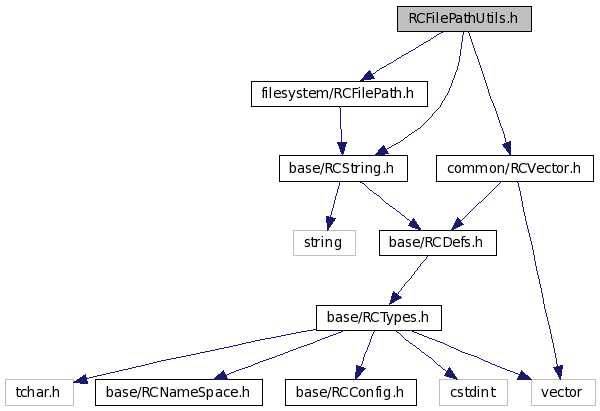 RCFilePathUtils.h
filesystem/RCFilePath.h
base/RCString.h
common/RCVector.h
string
base/RCDefs.h
base/RCTypes.h
tchar.h
base/RCNameSpace.h
base/RCConfig.h
cstdint
vector